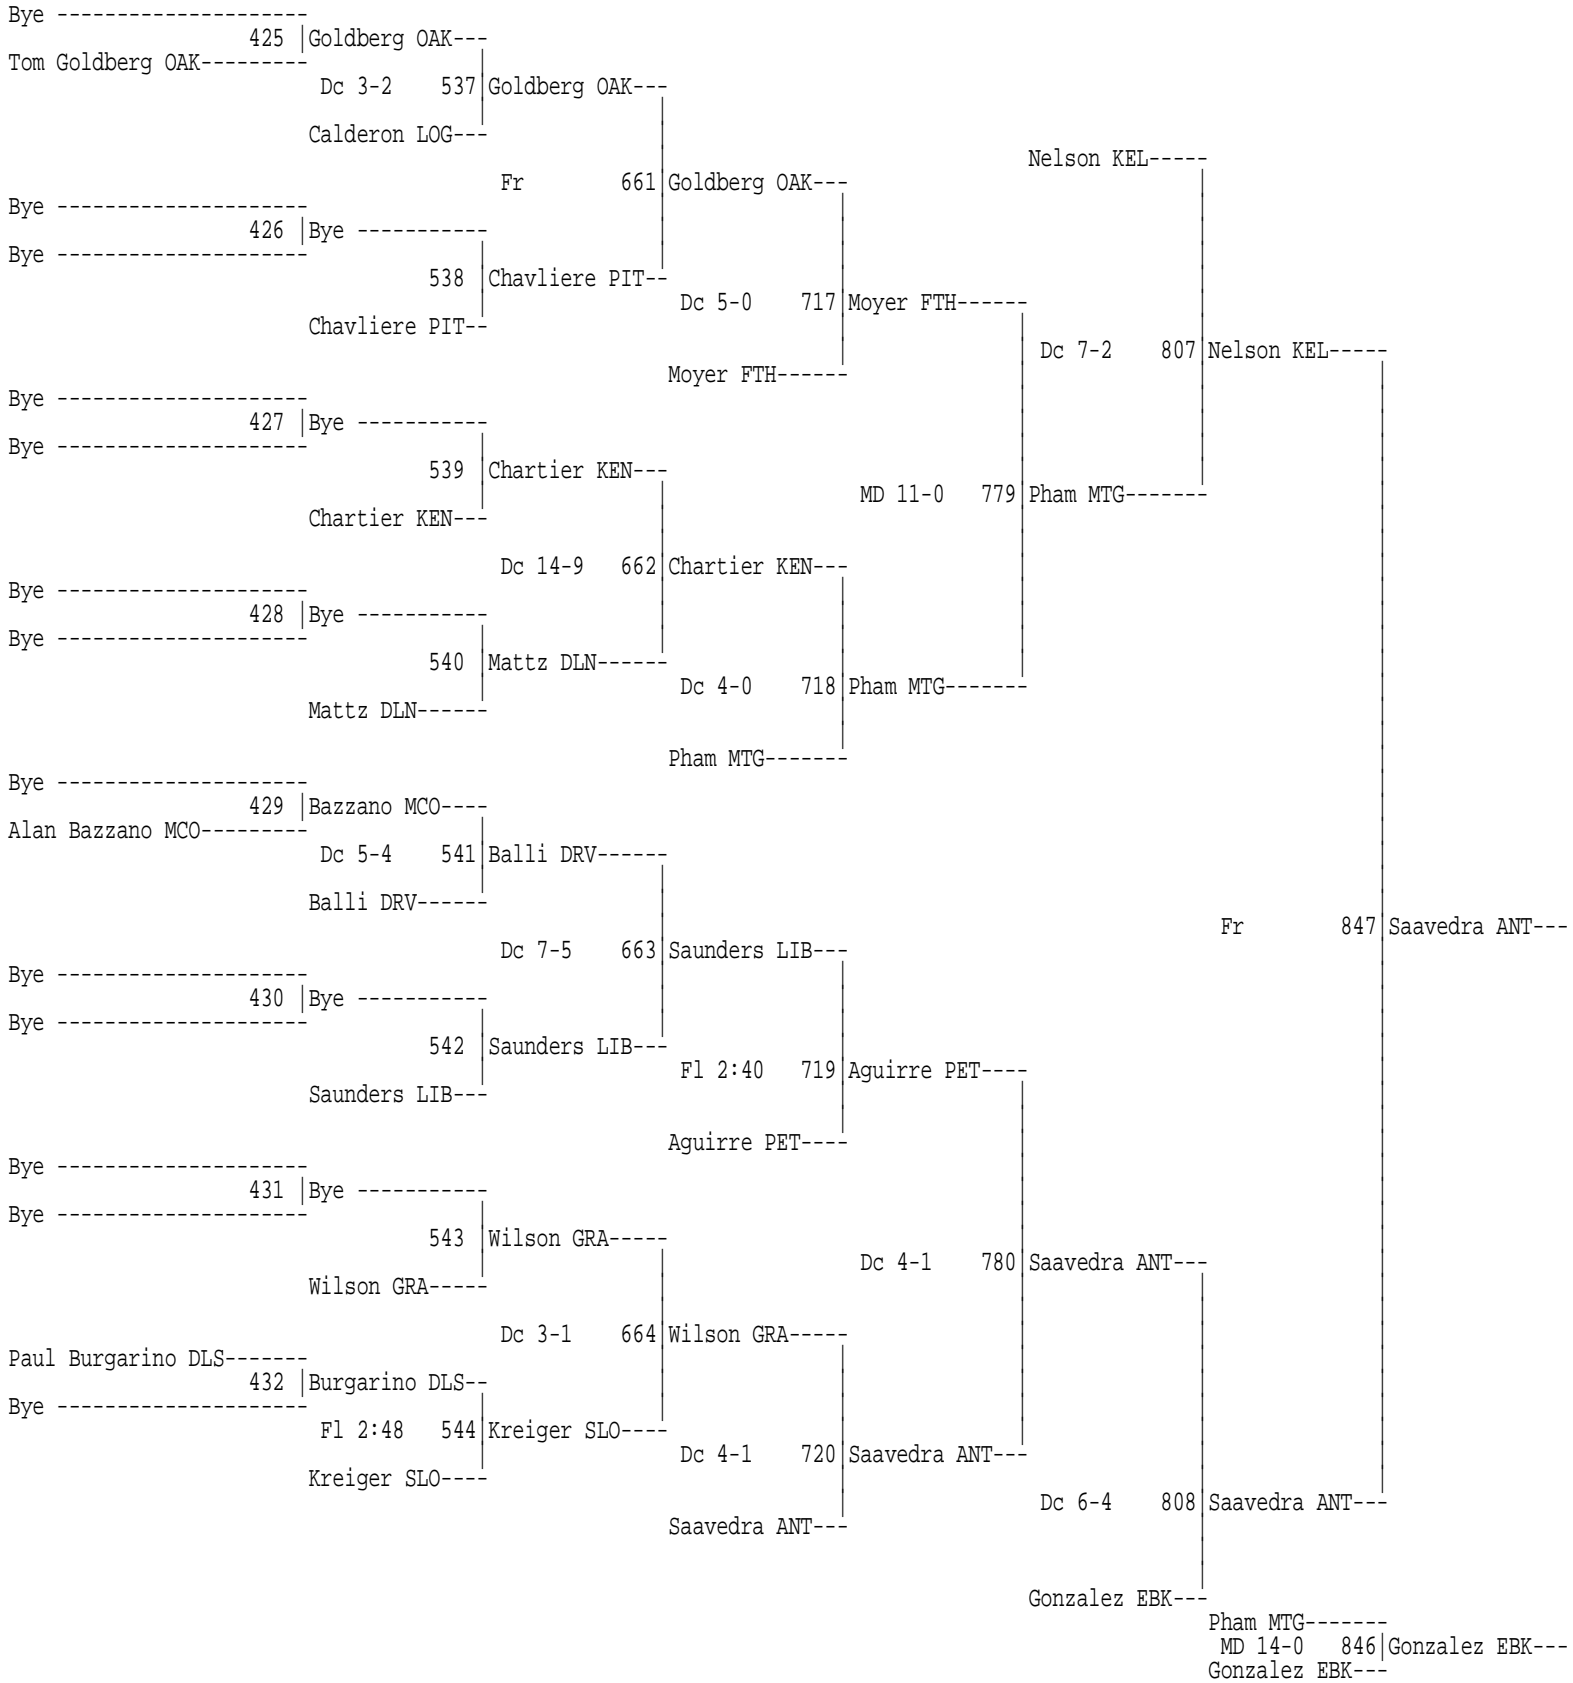 Bye ---------------------
425 |Goldberg OAK---
Tom Goldberg OAK---------
Dc 3-2 537|Goldberg OAK---
Calderon LOG---
Nelson KEL-----
Fr 661|Goldberg OAK---
Bye ---------------------
426 |Bye -----------
Bye ---------------------
538 |Chavliere PIT--
Dc 5-0 717|Moyer FTH------
Chavliere PIT--
Dc 7-2 807|Nelson KEL-----
Moyer FTH------
Bye ---------------------
427 |Bye -----------
Bye ---------------------
539 |Chartier KEN---
MD 11-0 779|Pham MTG-------
Chartier KEN---
Dc 14-9 662|Chartier KEN---
Bye ---------------------
428 |Bye -----------
Bye ---------------------
540 |Mattz DLN------
Dc 4-0 718|Pham MTG-------
Mattz DLN------
Pham MTG-------
Bye ---------------------
429 |Bazzano MCO----
Alan Bazzano MCO---------
Dc 5-4 541|Balli DRV------
Balli DRV------
Fr 847|Saavedra ANT---
Dc 7-5 663|Saunders LIB---
Bye ---------------------
430 |Bye -----------
Bye ---------------------
542 |Saunders LIB---
Fl 2:40 719|Aguirre PET----
Saunders LIB---
Aguirre PET----
Bye ---------------------
431 |Bye -----------
Bye ---------------------
543 |Wilson GRA-----
Dc 4-1 780|Saavedra ANT---
Wilson GRA-----
Dc 3-1 664|Wilson GRA-----
Paul Burgarino DLS-------
432 |Burgarino DLS--
Bye ---------------------
Fl 2:48 544|Kreiger SLO----
Dc 4-1 720|Saavedra ANT---
Kreiger SLO----
Dc 6-4 808|Saavedra ANT---
Saavedra ANT---
Gonzalez EBK---
Pham MTG-------
MD 14-0 846|Gonzalez EBK---
Gonzalez EBK---